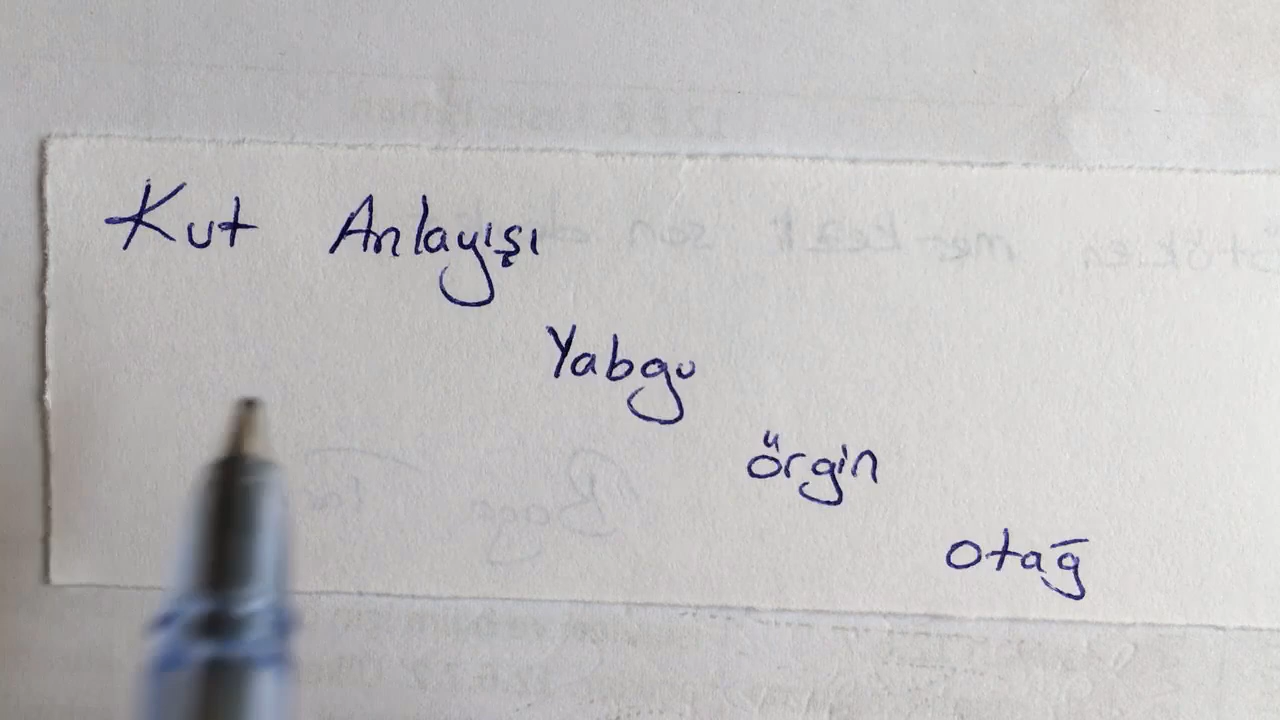 Kut Anlayışı
Yabgu
örgin
otağ